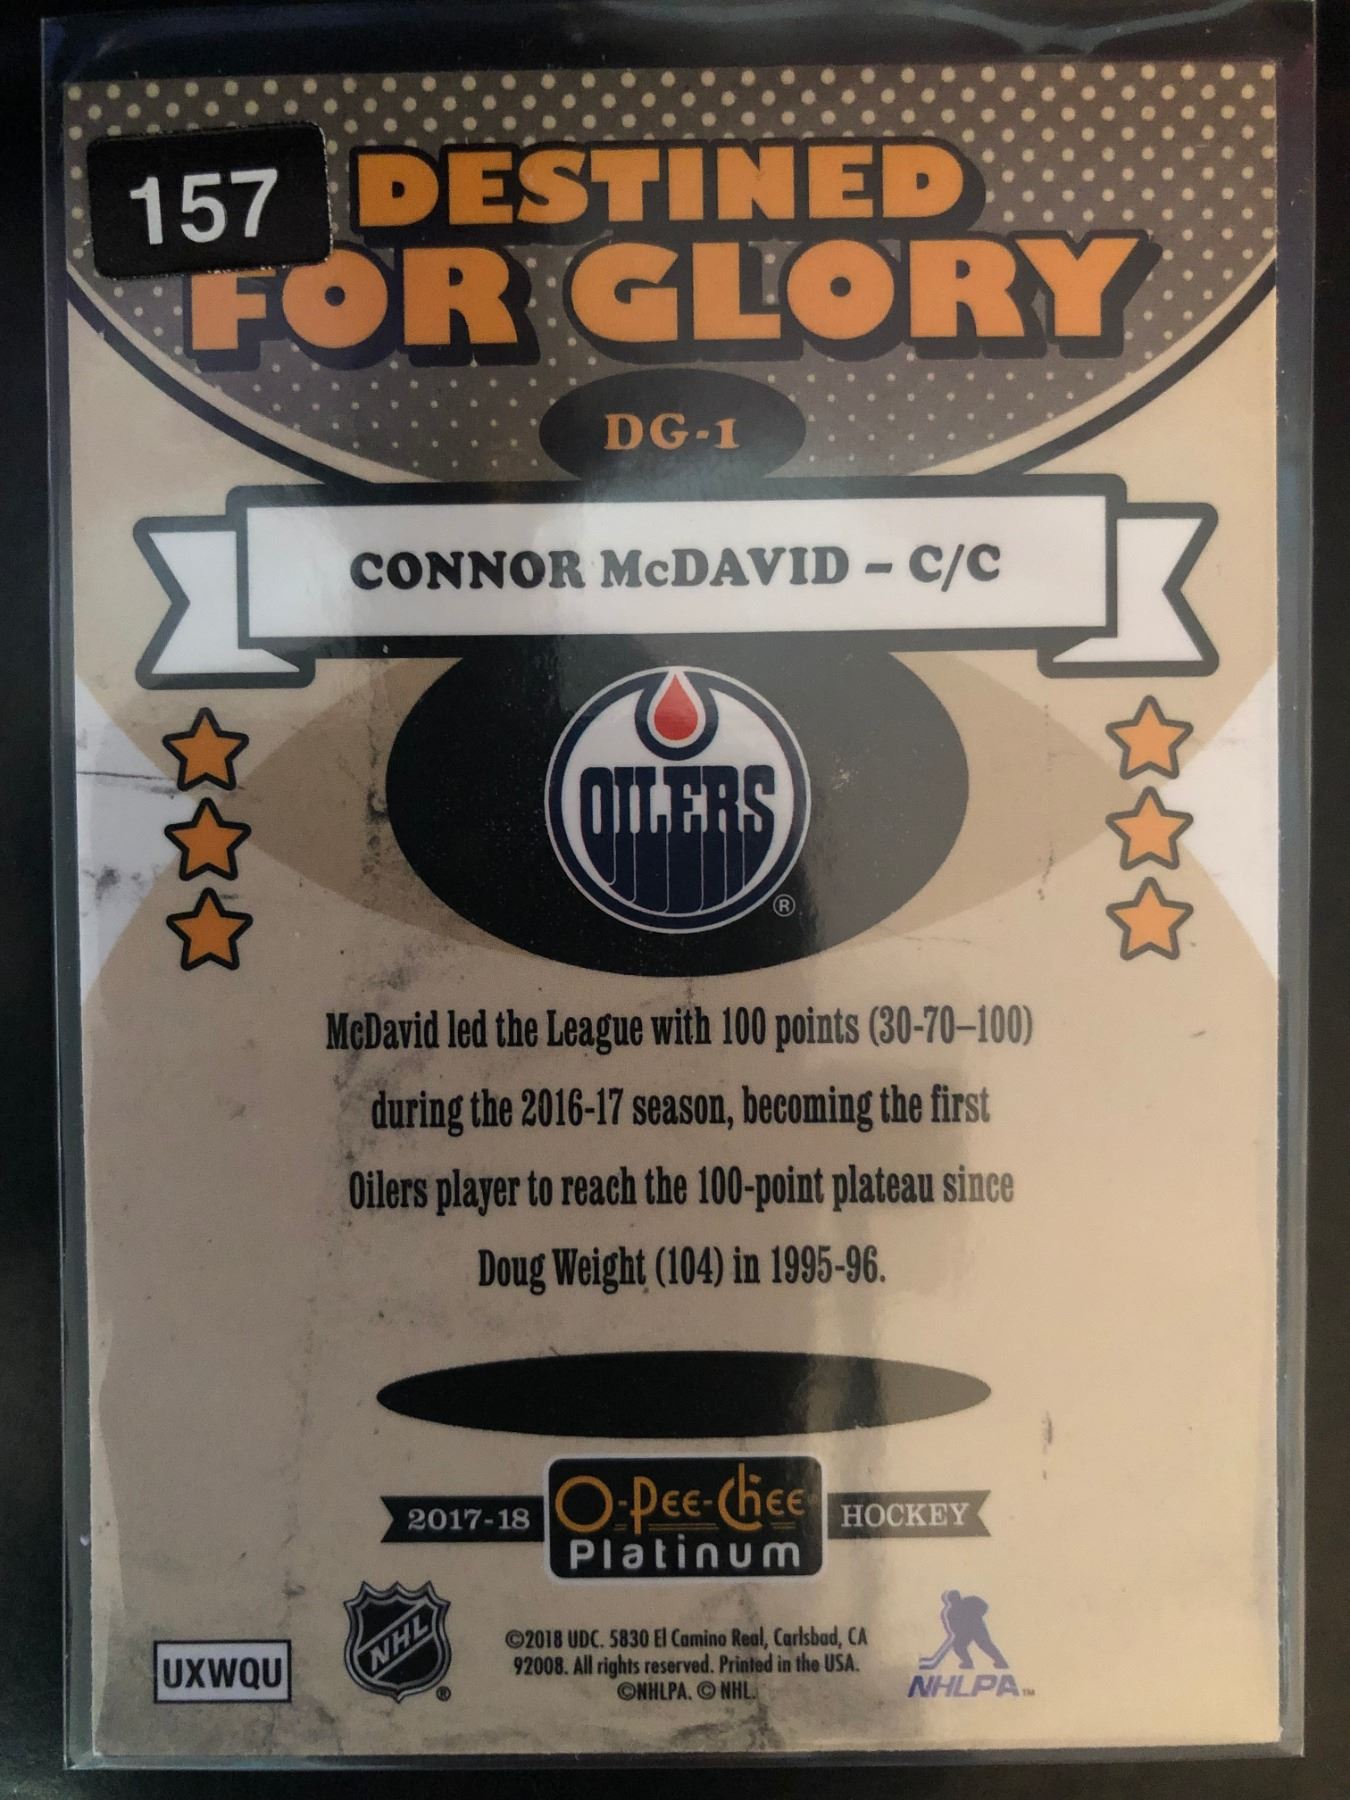 157
DESTINED
FOR GLORY
DG-1
CONNOR McDAVID - C/C
OILERS
®
McDavid led the League with 100 points (30-70–100)
during the 2016-17 season, becoming the first
Oilers player to reach the 100-point plateau since
Doug Weight (104) in 1995-96.
2017-18 O-PEE-CHEE HOCKEY
Platinum
UXWQU
NHL ®
©2018 UDC. 5830 El Camino Real, Carlsbad, CA
92008. All rights reserved. Printed in the USA.
©NHLPA. © NHL.
NHLPA™